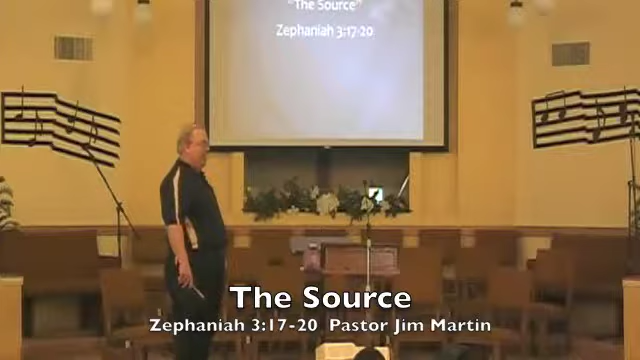 "The Source"
Zephaniah 3:17-20
The Source
Zephaniah 3:17-20 Pastor Jim Martin